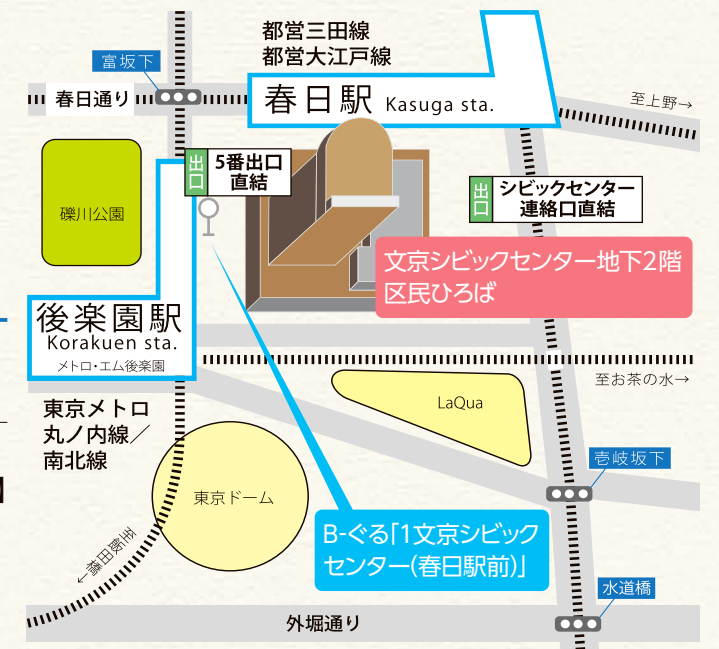 都営三田線
都営大江戸線
富坂下
春日通り
春日駅 Kasuga sta.
至上野→
出口
5番出口
直結
出口
シビックセンター
連絡口直結
礫川公園
文京シビックセンター地下2階
区民ひろば
後楽園駅
Korakuen sta.
メトロ・エム後楽園
至お茶の水→
東京メトロ
丸ノ内線／
南北線
LaQua
壱岐坂下
東京ドーム
B-ぐる「1文京シビック
センター(春日駅前)」
至飯田橋→
水道橋
外堀通り